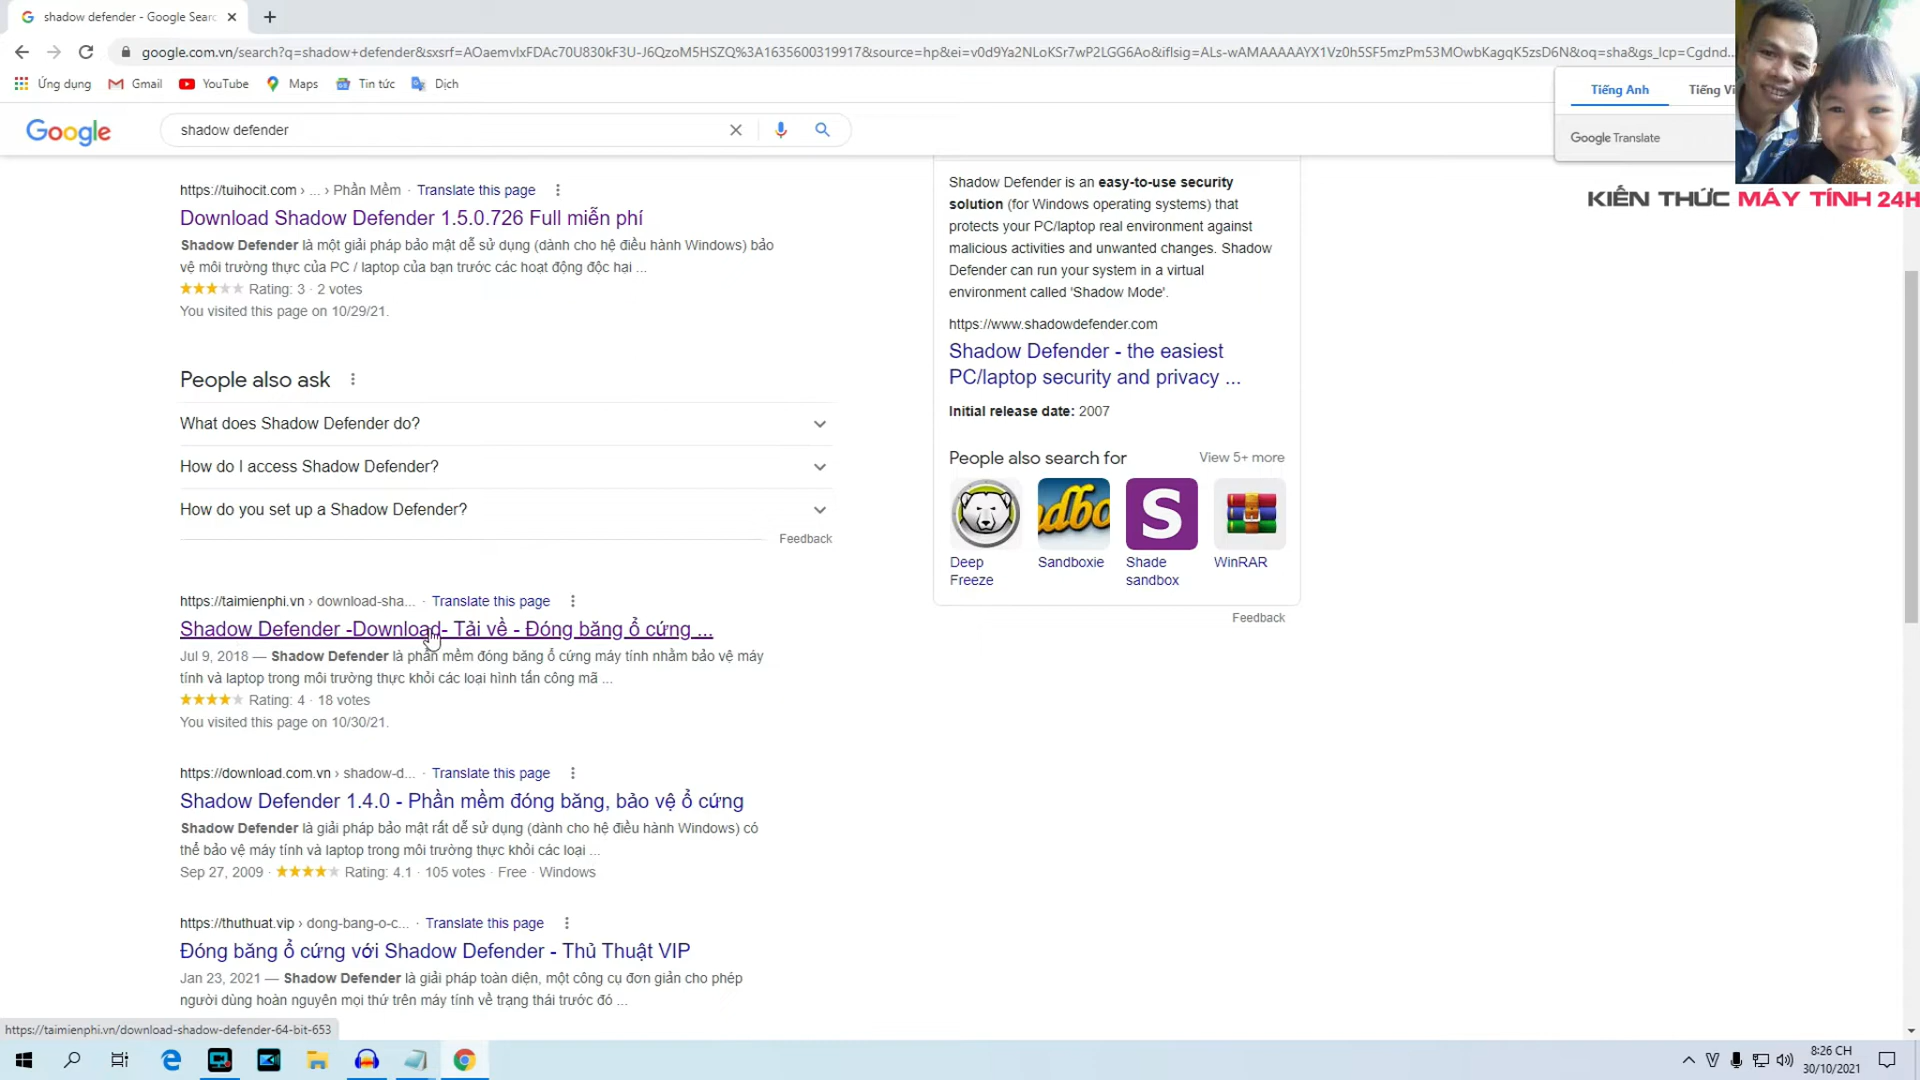 shadow defender - Google Searc
google.com.vn/search?q=shadow+defender&sxsrf=AOaemvIxFDAc70U830kF3U-J6QzoM5HSZQ%3A1635600319917&source=hp&ei=v0d9Ya2NLoKSr7wP2LGG6Ao&iflsig=ALs-wAMAAAAAYX1Vz0h5SF5mzPm53MOwbKagqK5zsD6N&oq=sha&gs_lcp=Cgdnd...
Ứng dụng Gmail YouTube Maps Tin tức Dịch
Tiếng Anh Tiếng Vi
Google Translate
KIẾN THỨC MÁY TÍNH 24H
Google shadow defender
https://tuihocit.com › ... › Phần Mềm · Translate this page
Download Shadow Defender 1.5.0.726 Full miễn phí
Shadow Defender là một giải pháp bảo mật dễ sử dụng (dành cho hệ điều hành Windows) bảo
vệ môi trường thực của PC / laptop của bạn trước các hoạt động độc hại ...
Rating: 3 · 2 votes
You visited this page on 10/29/21.
People also ask
What does Shadow Defender do?
How do I access Shadow Defender?
How do you set up a Shadow Defender?
Feedback
https://taimienphi.vn › download-sha... · Translate this page
Shadow Defender -Download- Tải về - Đóng băng ổ cứng ...
Jul 9, 2018 — Shadow Defender là phần mềm đóng băng ổ cứng máy tính nhằm bảo vệ máy
tính và laptop trong môi trường thực khỏi các loại hình tấn công mã ...
Rating: 4 · 18 votes
You visited this page on 10/30/21.
https://download.com.vn › shadow-d... · Translate this page
Shadow Defender 1.4.0 - Phần mềm đóng băng, bảo vệ ổ cứng
Shadow Defender là giải pháp bảo mật rất dễ sử dụng (dành cho hệ điều hành Windows) có
thể bảo vệ máy tính và laptop trong môi trường thực khỏi các loại ...
Sep 27, 2009 · Rating: 4.1 · 105 votes · Free · Windows
https://thuthuat.vip › dong-bang-o-c... · Translate this page
Đóng băng ổ cứng với Shadow Defender - Thủ Thuật VIP
Jan 23, 2021 — Shadow Defender là giải pháp toàn diện, một công cụ đơn giản cho phép
người dùng hoàn nguyên mọi thứ trên máy tính về trạng thái trước đó ...
Shadow Defender is an easy-to-use security
solution (for Windows operating systems) that
protects your PC/laptop real environment against
malicious activities and unwanted changes. Shadow
Defender can run your system in a virtual
environment called 'Shadow Mode'.
https://www.shadowdefender.com
Shadow Defender - the easiest
PC/laptop security and privacy ...
Initial release date: 2007
People also search for View 5+ more
S
Deep
Freeze
Sandboxie
Shade
sandbox
WinRAR
Feedback
https://taimienphi.vn/download-shadow-defender-64-bit-653
8:26 CH
30/10/2021